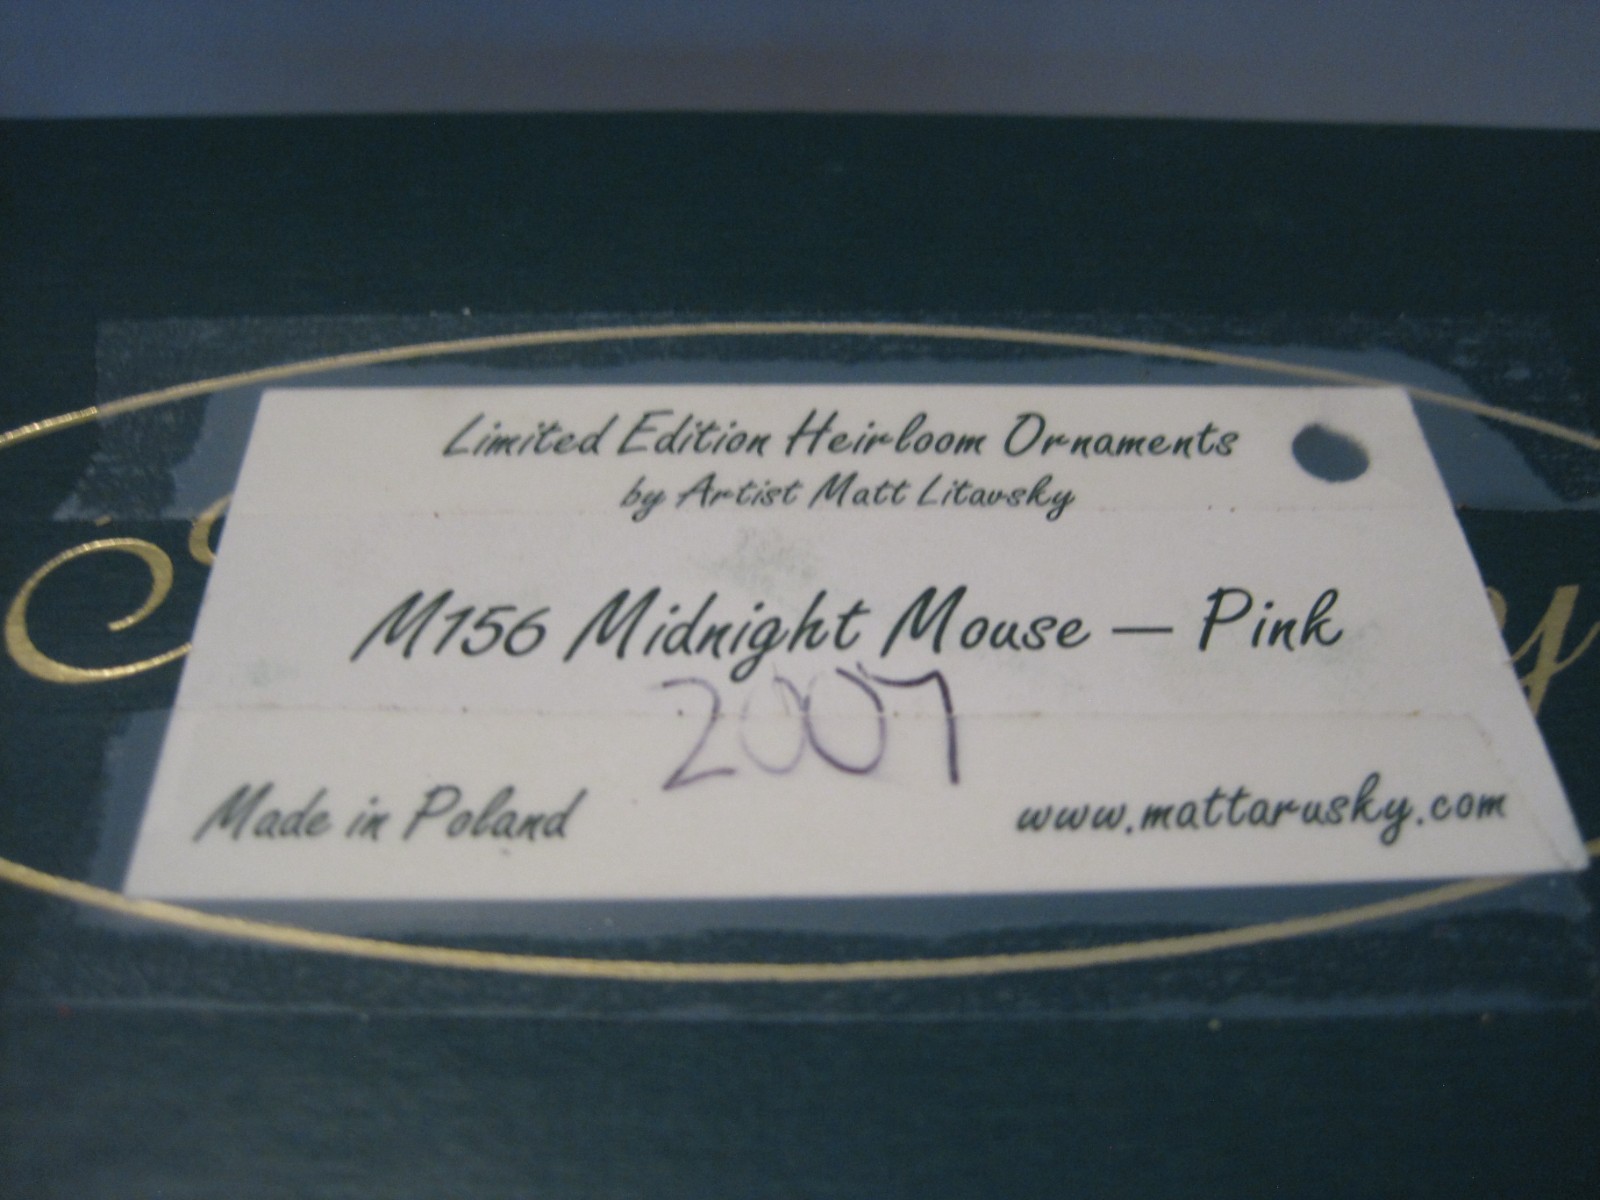 Limited Edition Heirloom Ornaments
by Artist Matt Litavsky
M156 Midnight Mouse — Pink
2007
Made in Poland
www.mattarusky.com